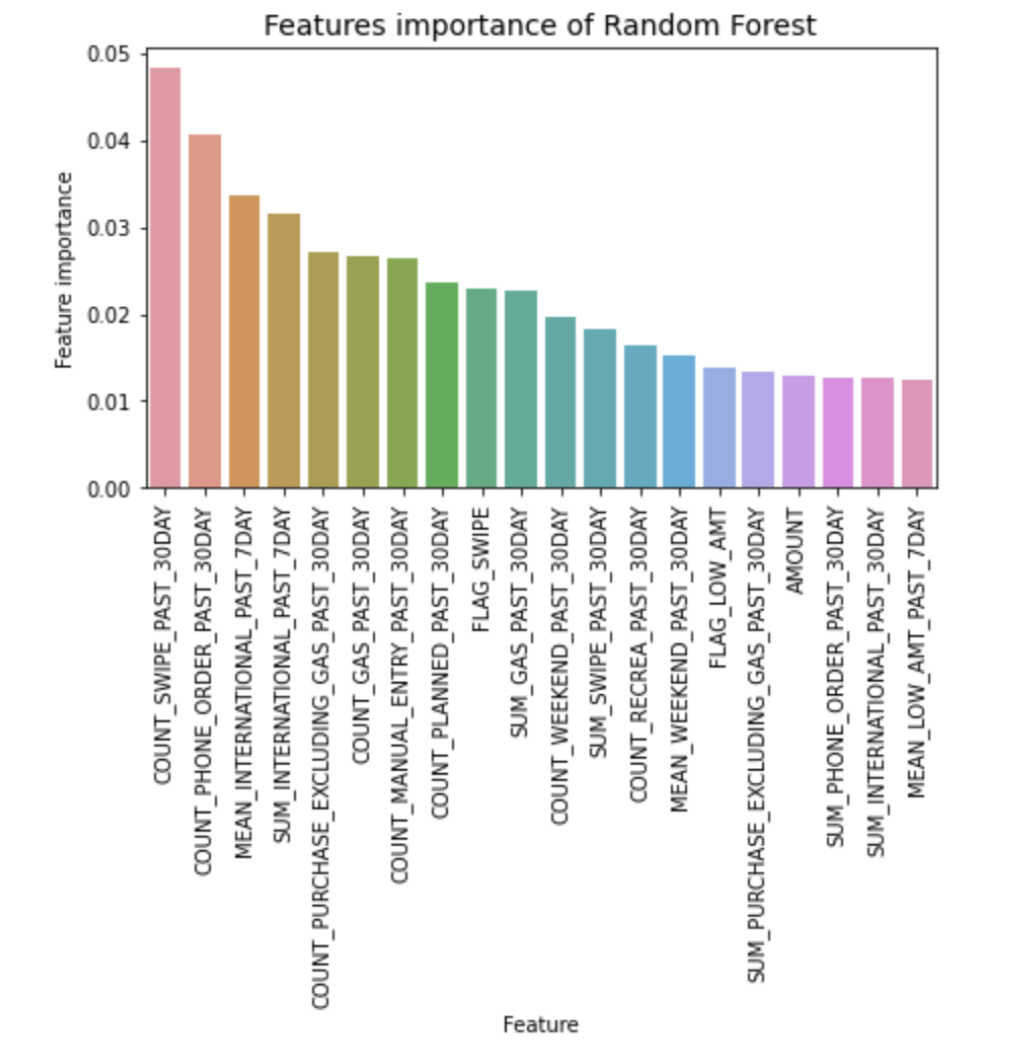 Features importance of Random Forest
Feature importance
0.05
0.04
0.03
0.02
0.01
0.00
COUNT_SWIPE_PAST_30DAY
COUNT_PHONE_ORDER_PAST_30DAY
MEAN_INTERNATIONAL_PAST_7DAY
SUM_INTERNATIONAL_PAST_7DAY
COUNT_PURCHASE_EXCLUDING_GAS_PAST_30DAY
COUNT_GAS_PAST_30DAY
COUNT_MANUAL_ENTRY_PAST_30DAY
COUNT_PLANNED_PAST_30DAY
FLAG_SWIPE
SUM_GAS_PAST_30DAY
COUNT_WEEKEND_PAST_30DAY
SUM_SWIPE_PAST_30DAY
COUNT_RECREA_PAST_30DAY
MEAN_WEEKEND_PAST_30DAY
FLAG_LOW_AMT
SUM_PURCHASE_EXCLUDING_GAS_PAST_30DAY
AMOUNT
SUM_PHONE_ORDER_PAST_30DAY
SUM_INTERNATIONAL_PAST_30DAY
MEAN_LOW_AMT_PAST_7DAY
Feature